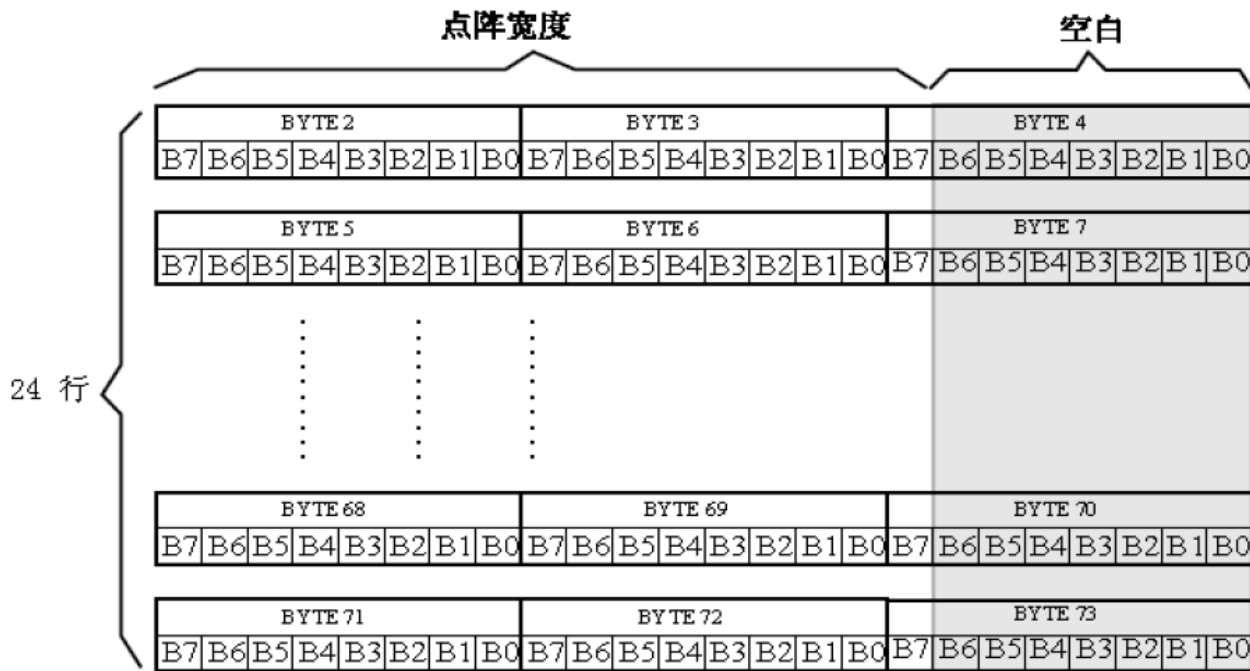 点阵宽度 空白
BYTE 2 BYTE 3 BYTE 4
B7 B6 B5 B4 B3 B2 B1 B0 B7 B6 B5 B4 B3 B2 B1 B0 B7 B6 B5 B4 B3 B2 B1 B0
BYTE 5 BYTE 6 BYTE 7
B7 B6 B5 B4 B3 B2 B1 B0 B7 B6 B5 B4 B3 B2 B1 B0 B7 B6 B5 B4 B3 B2 B1 B0
24 行
BYTE 68 BYTE 69 BYTE 70
B7 B6 B5 B4 B3 B2 B1 B0 B7 B6 B5 B4 B3 B2 B1 B0 B7 B6 B5 B4 B3 B2 B1 B0
BYTE 71 BYTE 72 BYTE 73
B7 B6 B5 B4 B3 B2 B1 B0 B7 B6 B5 B4 B3 B2 B1 B0 B7 B6 B5 B4 B3 B2 B1 B0